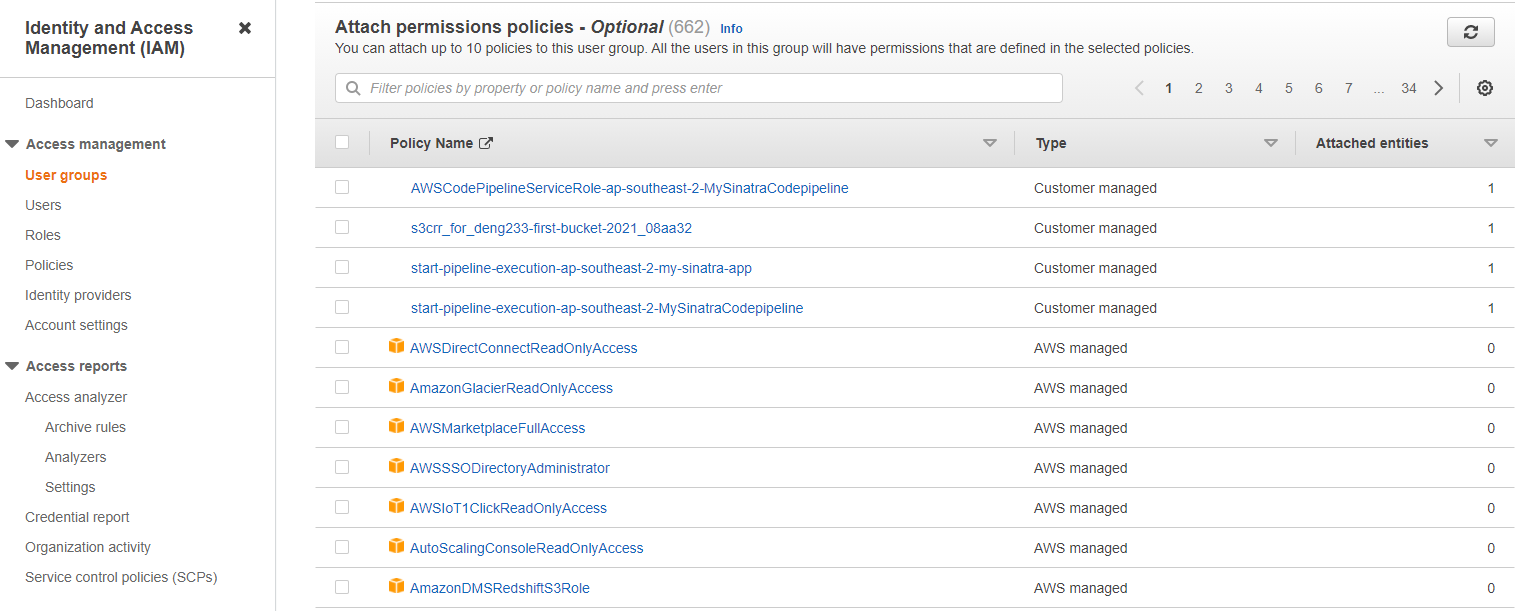 Identity and Access
Management (IAM)
Dashboard
Access management
User groups
Users
Roles
Policies
Identity providers
Account settings
Access reports
Access analyzer
Archive rules
Analyzers
Settings
Credential report
Organization activity
Service control policies (SCPs)
Attach permissions policies - Optional (662) Info
You can attach up to 10 policies to this user group. All the users in this group will have permissions that are defined in the selected policies.
Filter policies by property or policy name and press enter
1 2 3 4 5 6 7 ... 34
Policy Name Type Attached entities
AWSCodePipelineServiceRole-ap-southeast-2-MySinatraCodepipeline Customer managed 1
s3crr_for_deng233-first-bucket-2021_08aa32 Customer managed 1
start-pipeline-execution-ap-southeast-2-my-sinatra-app Customer managed 1
start-pipeline-execution-ap-southeast-2-MySinatraCodepipeline Customer managed 1
AWSDirectConnectReadOnlyAccess AWS managed 0
AmazonGlacierReadOnlyAccess AWS managed 0
AWSMarketplaceFullAccess AWS managed 0
AWSSSODirectoryAdministrator AWS managed 0
AWSIoT1ClickReadOnlyAccess AWS managed 0
AutoScalingConsoleReadOnlyAccess AWS managed 0
AmazonDMSRedshiftS3Role AWS managed 0